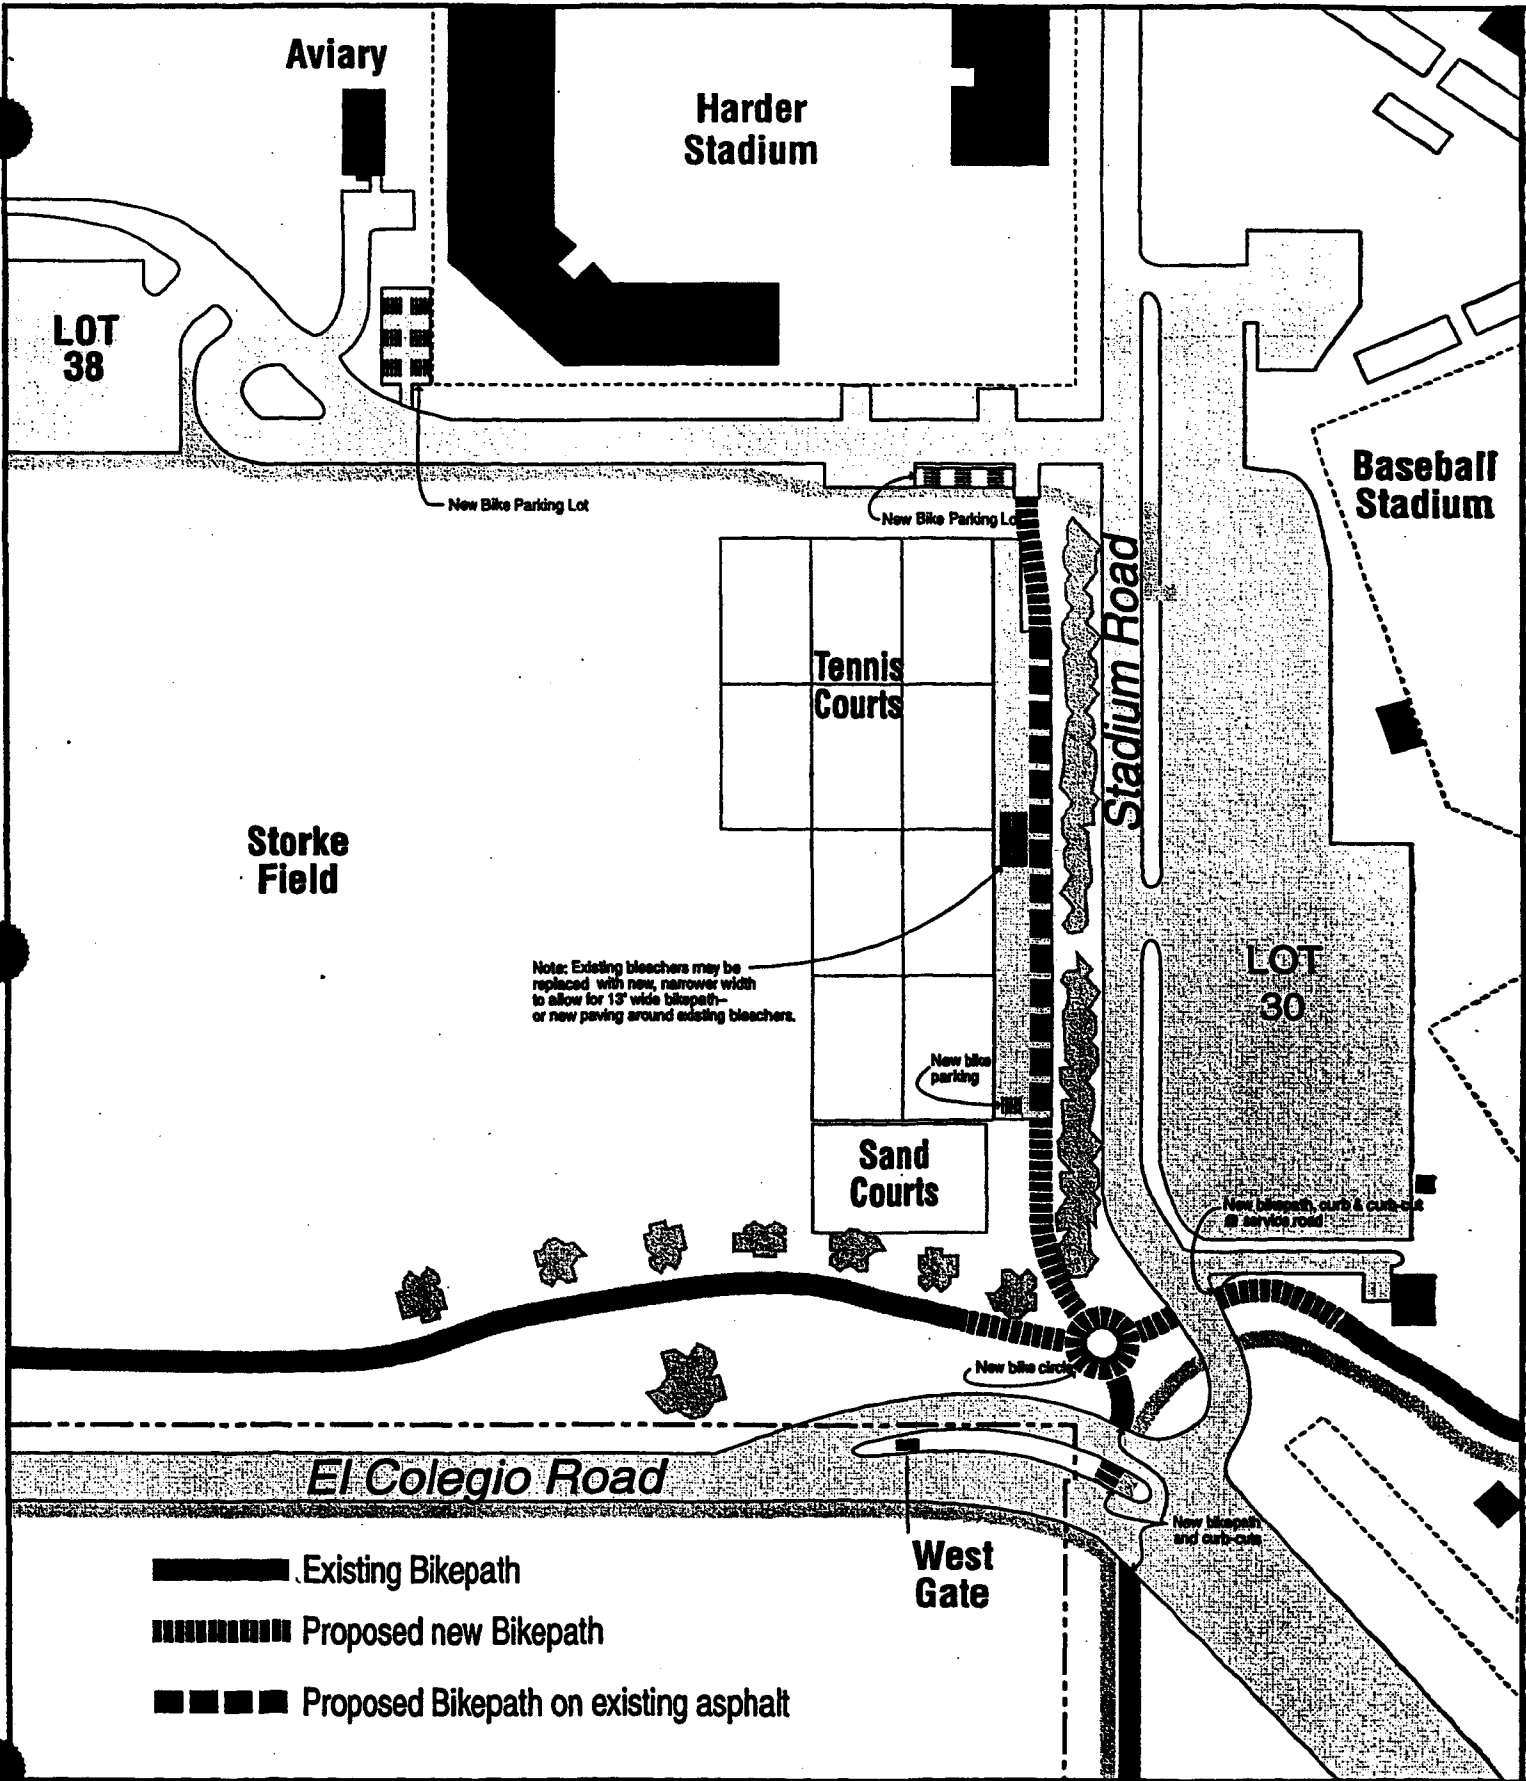 Aviary
Harder
Stadium
LOT
38
Baseball
Stadium
New Bike Parking Lot
New Bike Parking Lo
Stadium Road
Tennis
Courts
Storke
Field
LOT
30
Note: Existing bleachers may be
replaced with new, narrower width
to allow for 13' wide bikepath–
or new paving around existing bleachers.
New bike
parking
Sand
Courts
New bikepath, curb & curb-cut
@ service road
New bike circle
El Colegio Road
New bikepath
and curb-cuts
West
Gate
Existing Bikepath
Proposed new Bikepath
Proposed Bikepath on existing asphalt